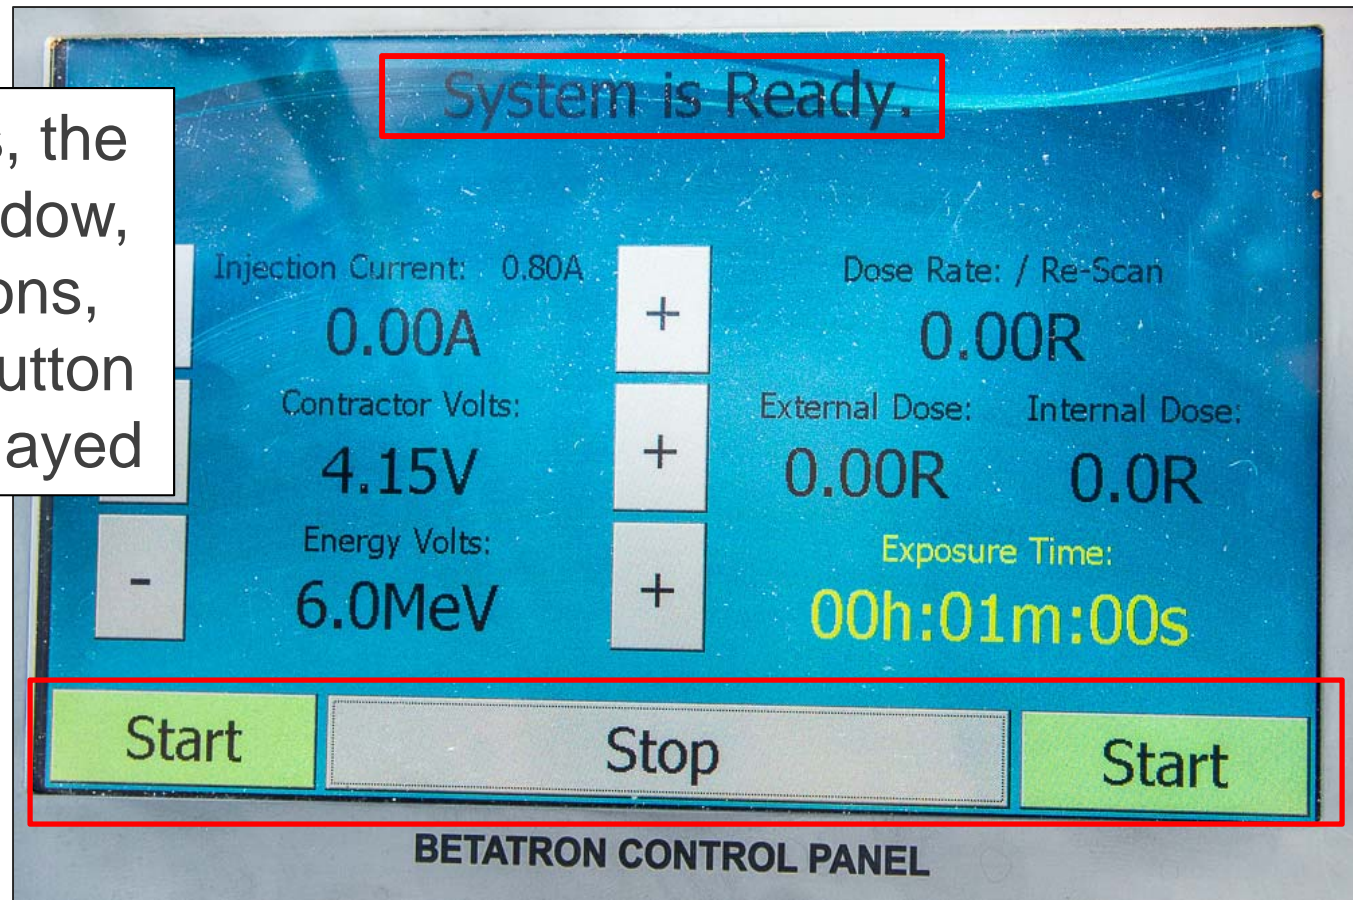 System is Ready.
s, the
dow,
ons,
utton
ayed
Injection Current: 0.80A
0.00A
+
Dose Rate: / Re-Scan
0.00R
Contractor Volts:
4.15V
+
External Dose: Internal Dose:
0.00R 0.0R
Energy Volts:
- 6.0MeV +
Exposure Time:
00h:01m:00s
Start Stop Start
BETATRON CONTROL PANEL